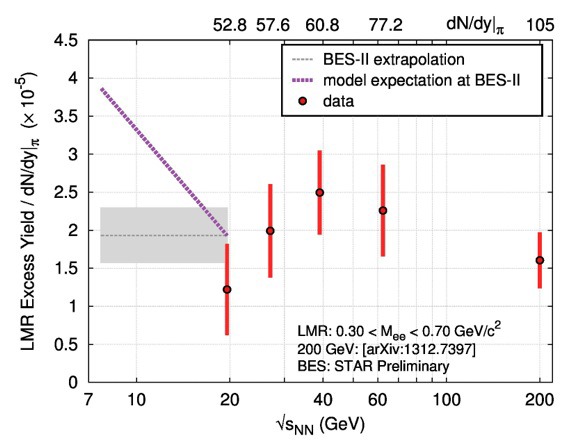 52.8 57.6 60.8 77.2 dN/dy|π 105
LMR Excess Yield / dN/dy|π (× 10⁻⁵)
4.5
4
3.5
3
2.5
2
1.5
1
0.5
0
BES-II extrapolation
model expectation at BES-II
data
LMR: 0.30 < Mee < 0.70 GeV/c²
200 GeV: [arXiv:1312.7397]
BES: STAR Preliminary
7 10 20 40 60 100 200
√sNN (GeV)